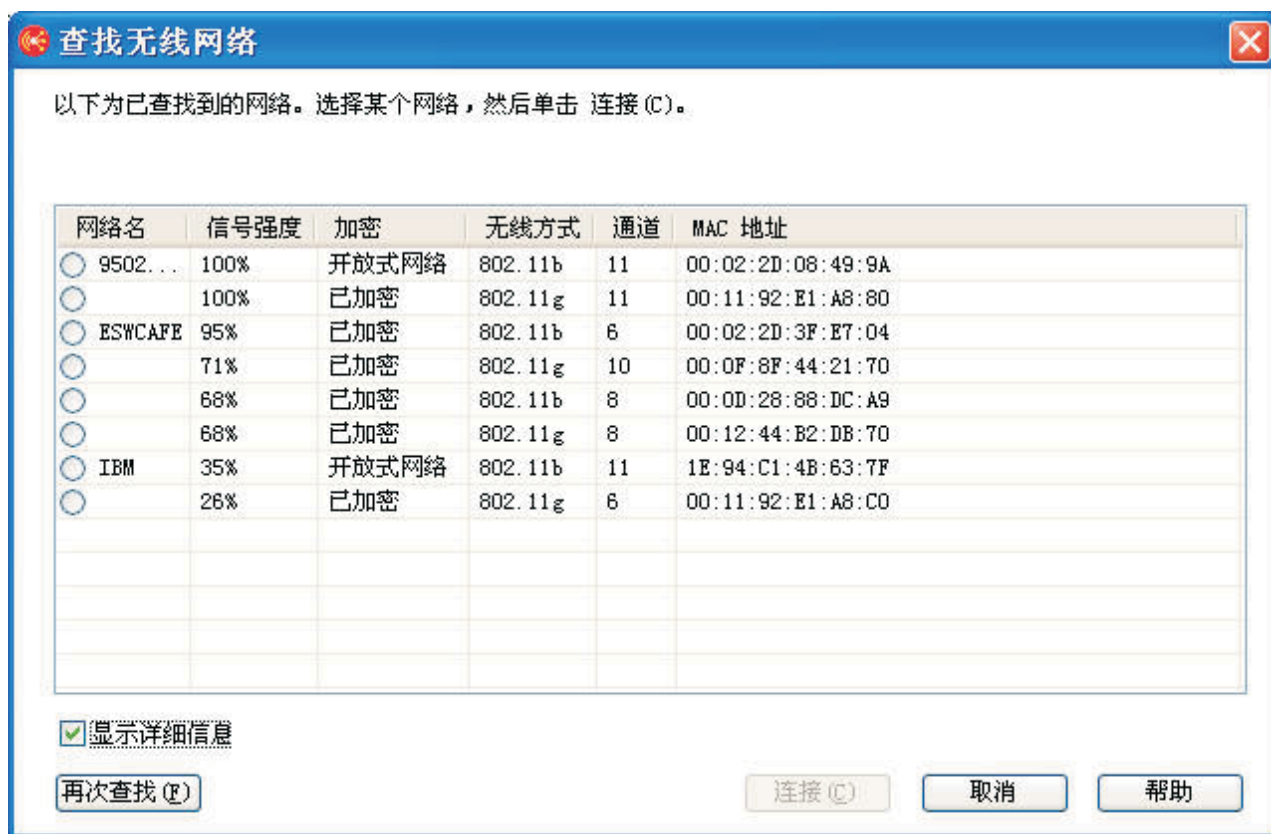 查找无线网络
以下为已查找到的网络。选择某个网络，然后单击 连接(C)。
网络名 信号强度 加密 无线方式 通道 MAC 地址
9502... 100% 开放式网络 802.11b 11 00:02:2D:08:49:9A
100% 已加密 802.11g 11 00:11:92:E1:A8:80
ESWCAFE 95% 已加密 802.11b 6 00:02:2D:3F:E7:04
71% 已加密 802.11g 10 00:0F:8F:44:21:70
68% 已加密 802.11b 8 00:0D:28:88:DC:A9
68% 已加密 802.11g 8 00:12:44:B2:DB:70
IBM 35% 开放式网络 802.11b 11 1E:94:C1:4B:63:7F
26% 已加密 802.11g 6 00:11:92:E1:A8:C0
显示详细信息
再次查找(F) 连接(C) 取消 帮助